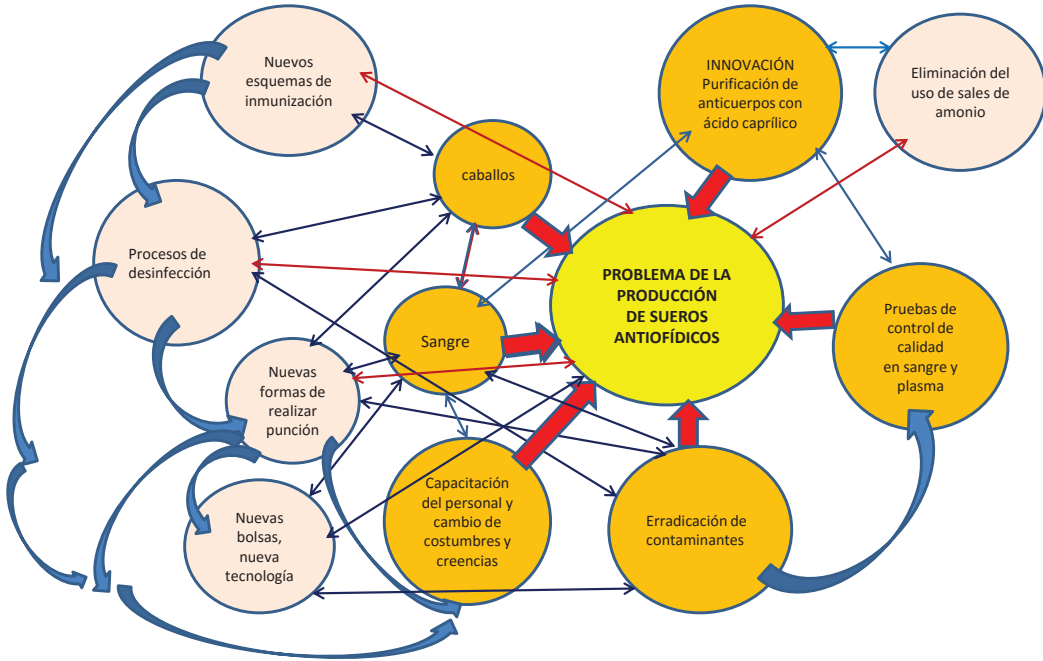 Nuevos
esquemas de
inmunización
INNOVACIÓN
Purificación de
anticuerpos con
ácido caprílico
Eliminación del
uso de sales de
amonio
caballos
Procesos de
desinfección
PROBLEMA DE LA
PRODUCCIÓN
DE SUEROS
ANTIOFÍDICOS
Pruebas de
control de
calidad
en sangre y
plasma
Sangre
Nuevas
formas de
realizar
punción
Capacitación
del personal y
cambio de
costumbres y
creencias
Erradicación de
contaminantes
Nuevas
bolsas,
nueva
tecnología